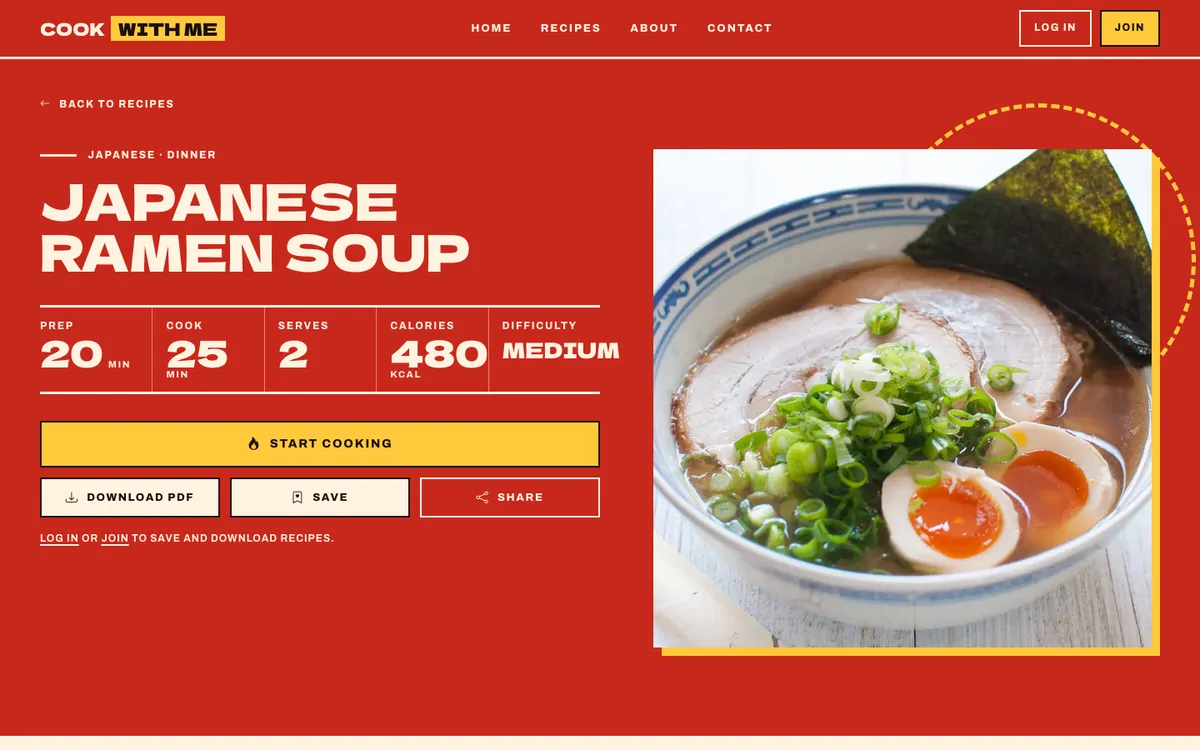 COOK WITH ME
HOME RECIPES ABOUT CONTACT
LOG IN JOIN
← BACK TO RECIPES
JAPANESE · DINNER
JAPANESE
RAMEN SOUP
PREP
20 MIN
COOK
25
MIN
SERVES
2
CALORIES
480
KCAL
DIFFICULTY
MEDIUM
START COOKING
DOWNLOAD PDF
SAVE
SHARE
LOG IN OR JOIN TO SAVE AND DOWNLOAD RECIPES.